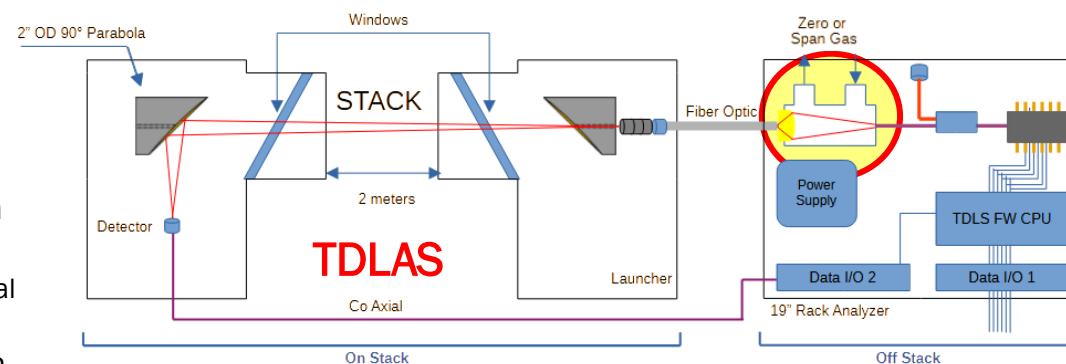 Windows
Zero or
Span Gas
2” OD 90° Parabola
STACK
Fiber Optic
2 meters
Power
Supply
Detector
TDLS FW CPU
TDLAS
al
Launcher
Data I/O 2
Data I/O 1
Co Axial
19” Rack Analyzer
On Stack
Off Stack